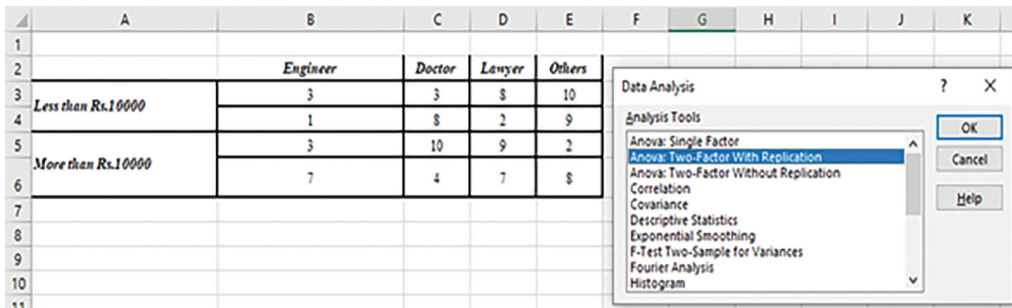 A B C D E F G H I J K
1
2 Engineer Doctor Lawyer Others
3 Less than Rs.10000 3 3 8 10
4 1 8 2 9
5 More than Rs.10000 3 10 9 2
6 7 4 7 8
7
8
9
10
11
Data Analysis ? X
Analysis Tools
Anova: Single Factor
Anova: Two-Factor With Replication
Anova: Two-Factor Without Replication
Correlation
Covariance
Descriptive Statistics
Exponential Smoothing
F-Test Two-Sample for Variances
Fourier Analysis
Histogram
OK
Cancel
Help